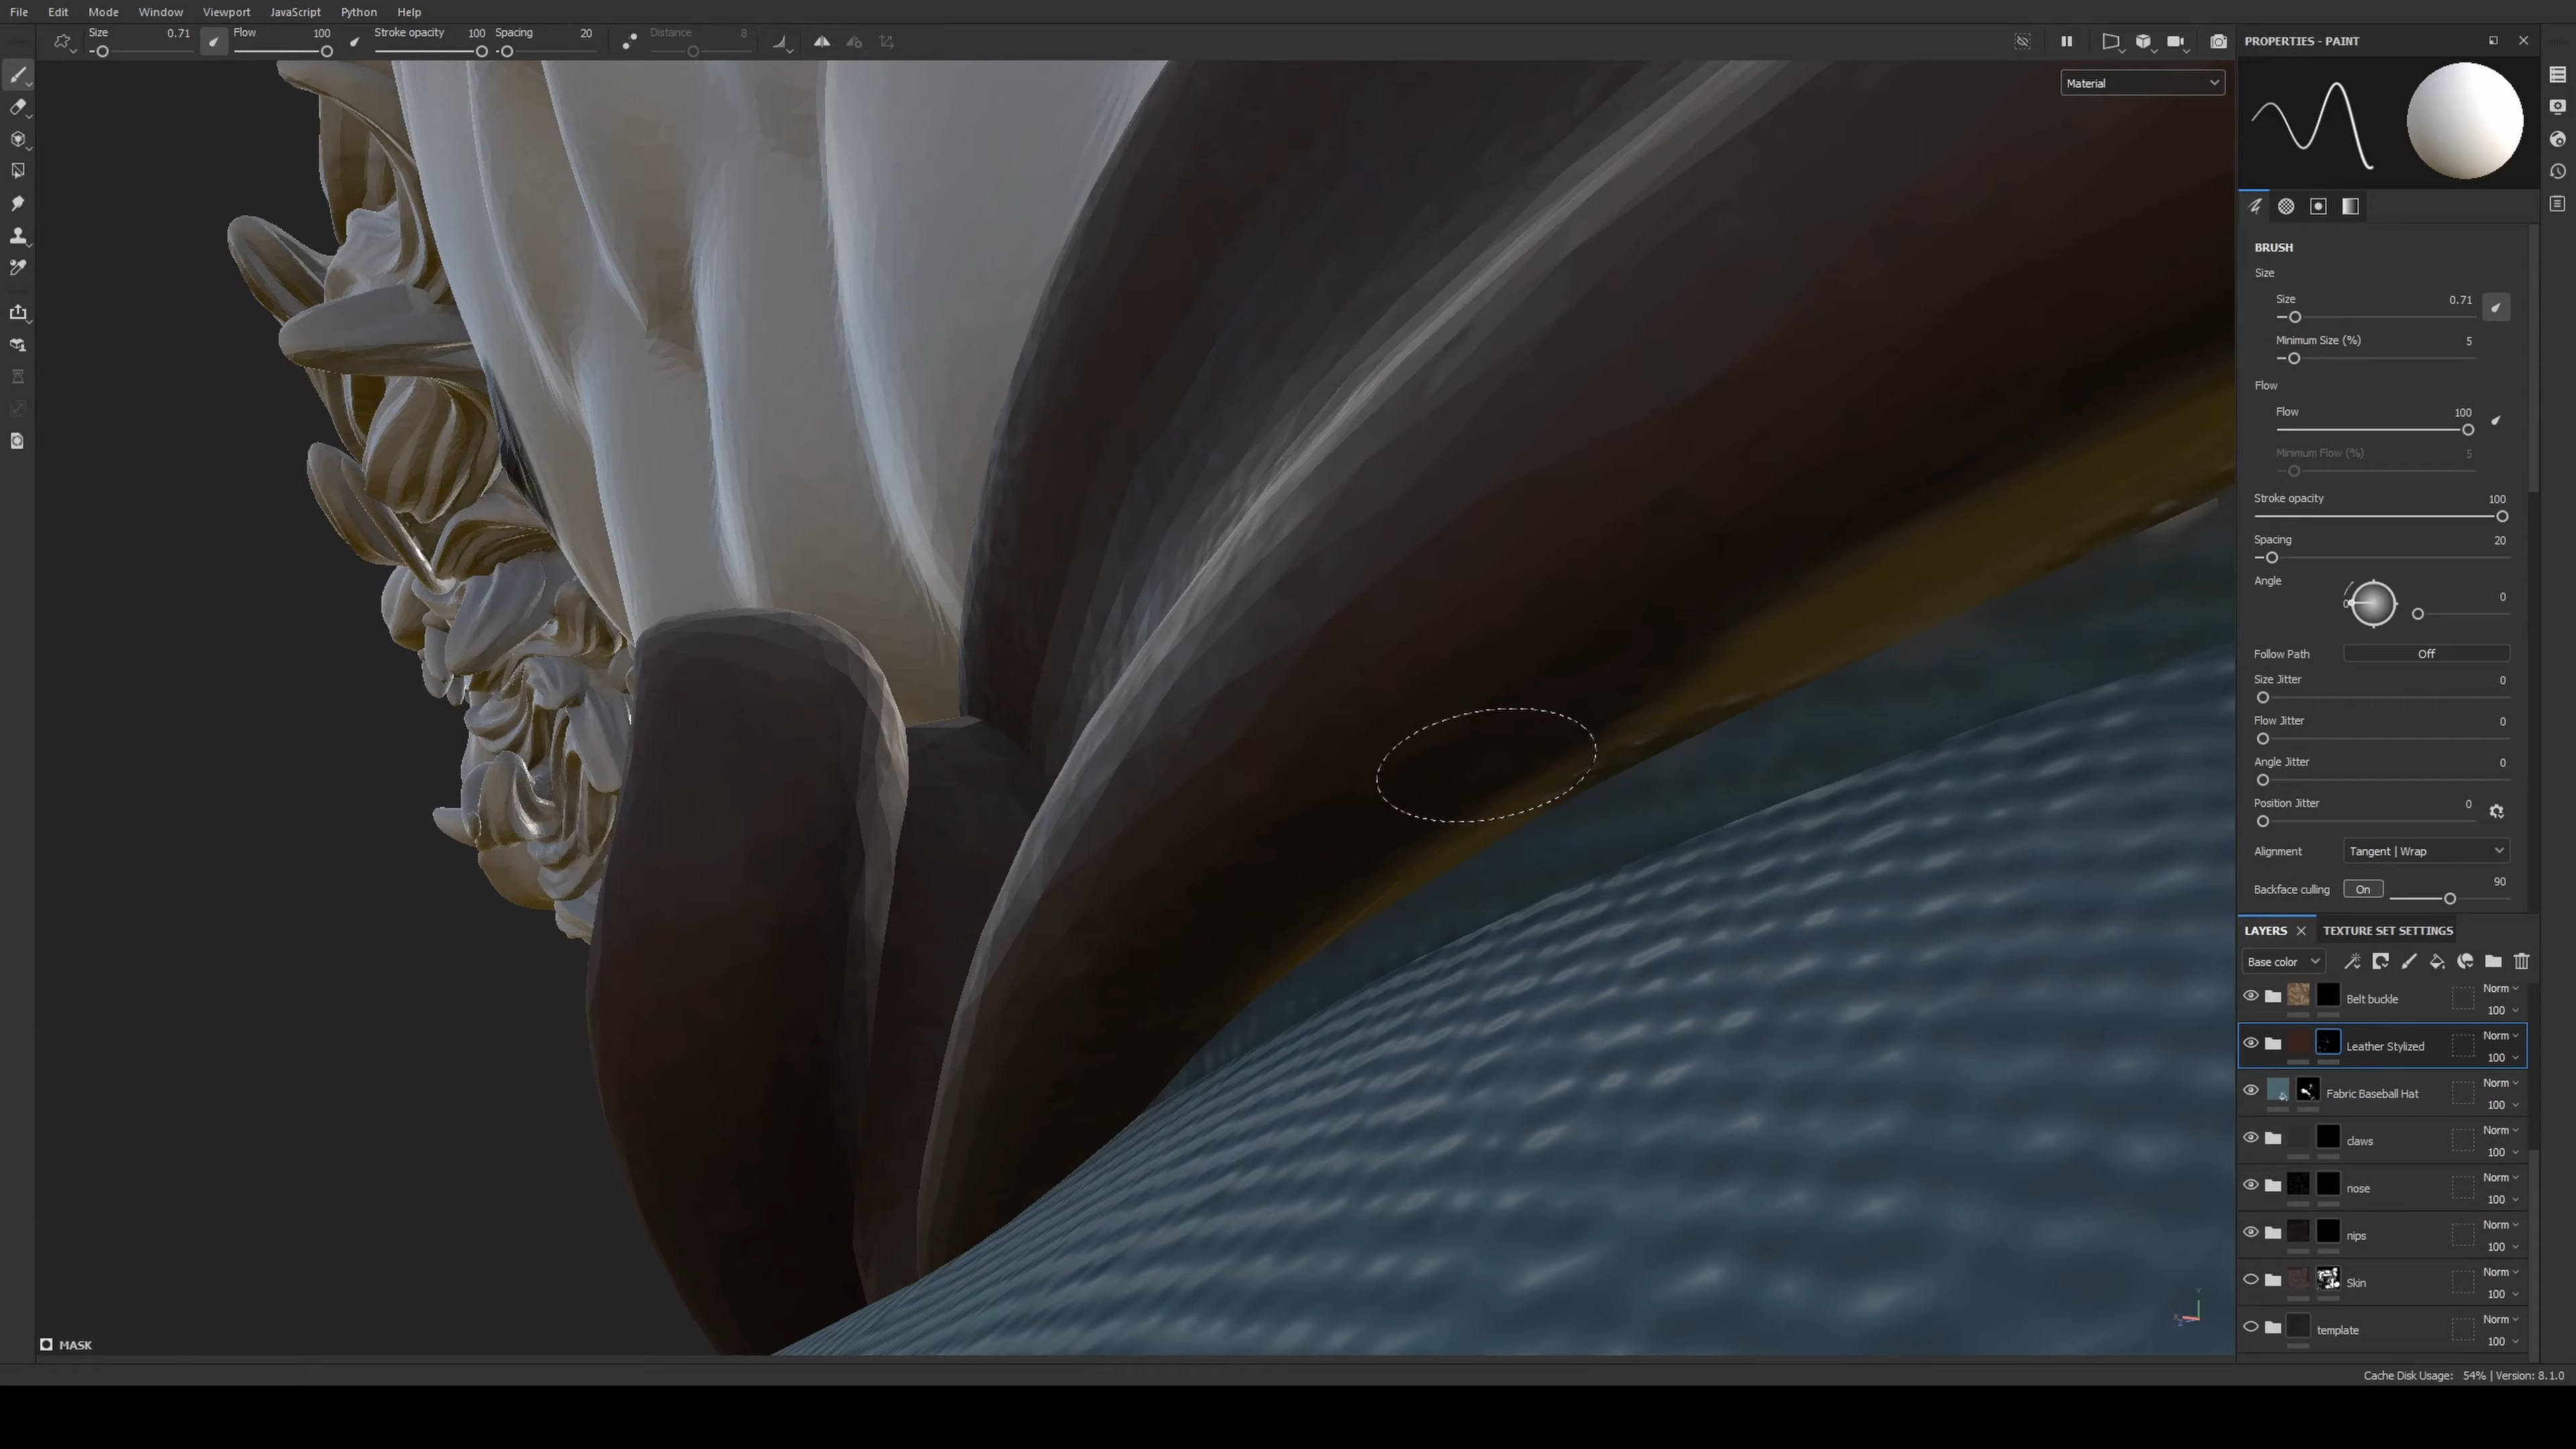 File Edit Mode Window Viewport JavaScript Python Help
Size 0.71 Flow 100 Stroke opacity 100 Spacing 20 Distance 8
PROPERTIES - PAINT
Material
BRUSH
Size
Size 0.71
Minimum Size (%) 5
Flow
Flow 100
Minimum Flow (%) 5
Stroke opacity 100
Spacing 20
Angle 0 0
Follow Path Off
Size Jitter 0
Flow Jitter 0
Angle Jitter 0
Position Jitter 0
Alignment Tangent | Wrap
Backface culling On 90
LAYERS TEXTURE SET SETTINGS
Base color
Belt buckle Norm 100
Leather Stylized Norm 100
Fabric Baseball Hat Norm 100
claws Norm 100
nose Norm 100
nips Norm 100
Skin Norm 100
template Norm 100
MASK
Cache Disk Usage: 54% | Version: 8.1.0